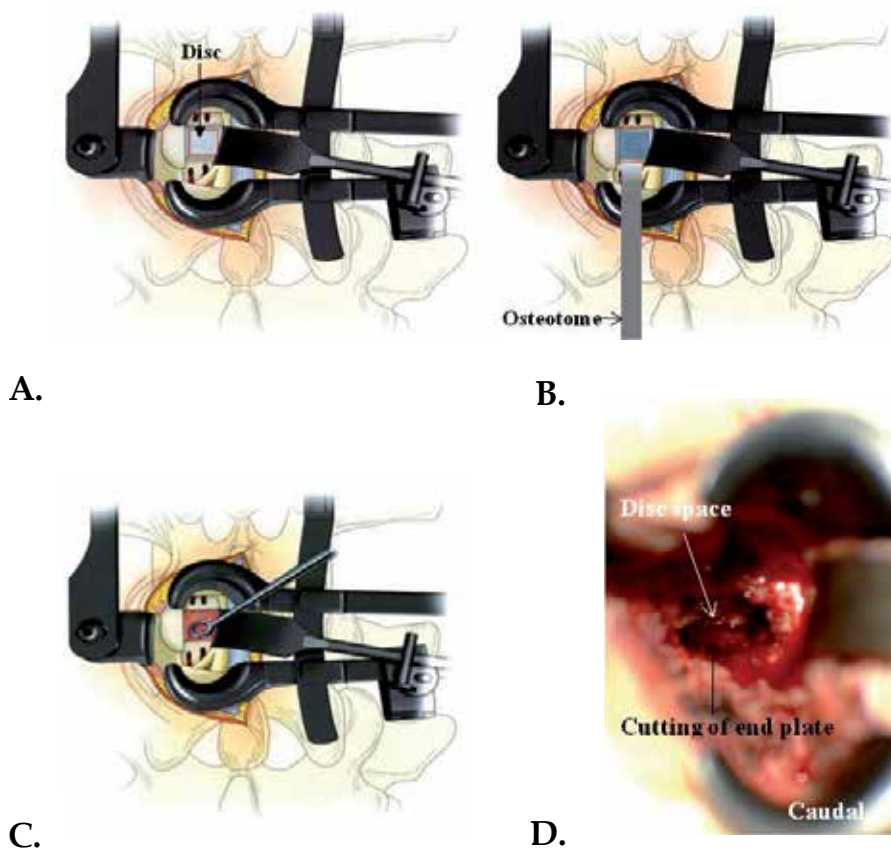 Disc
Osteotome
A.
B.
Disc space
Cutting of end plate
Caudal
C.
D.